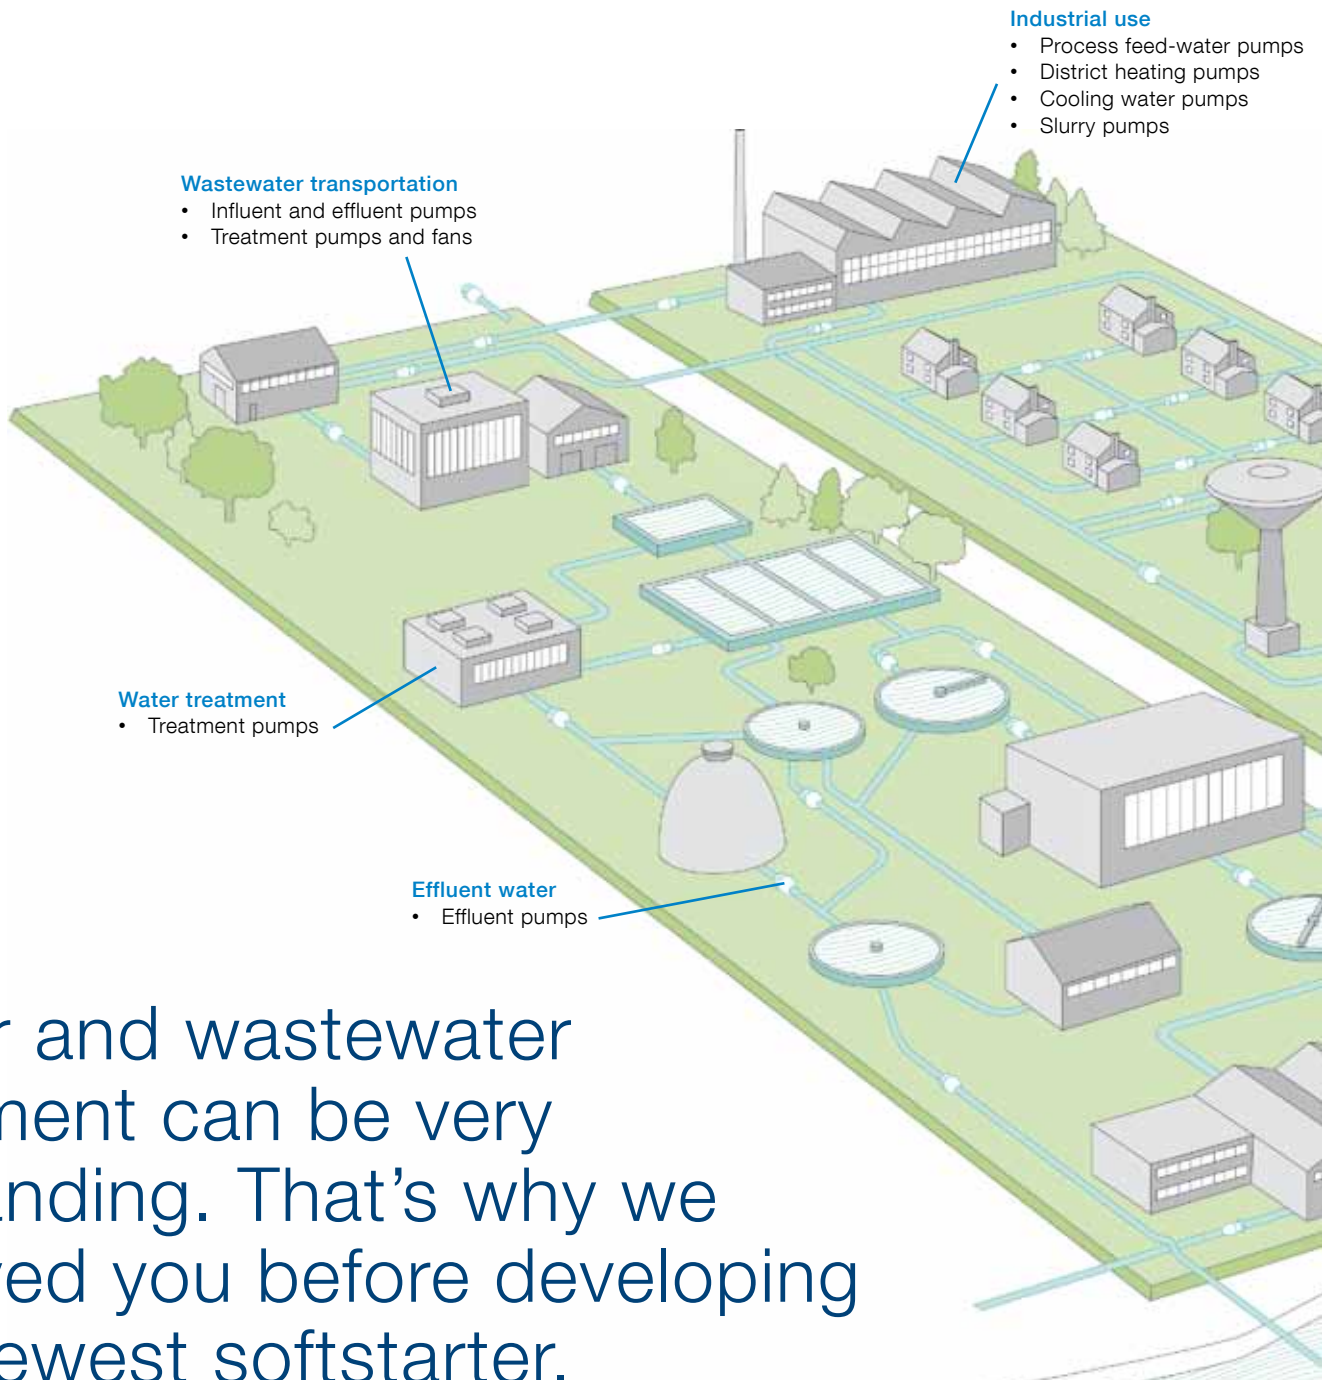 Industrial use
• Process feed-water pumps
• District heating pumps
• Cooling water pumps
• Slurry pumps
Wastewater transportation
• Influent and effluent pumps
• Treatment pumps and fans
Water treatment
• Treatment pumps
Effluent water
• Effluent pumps
and wastewater
can be very
That’s why we
you before developing
softstarter.